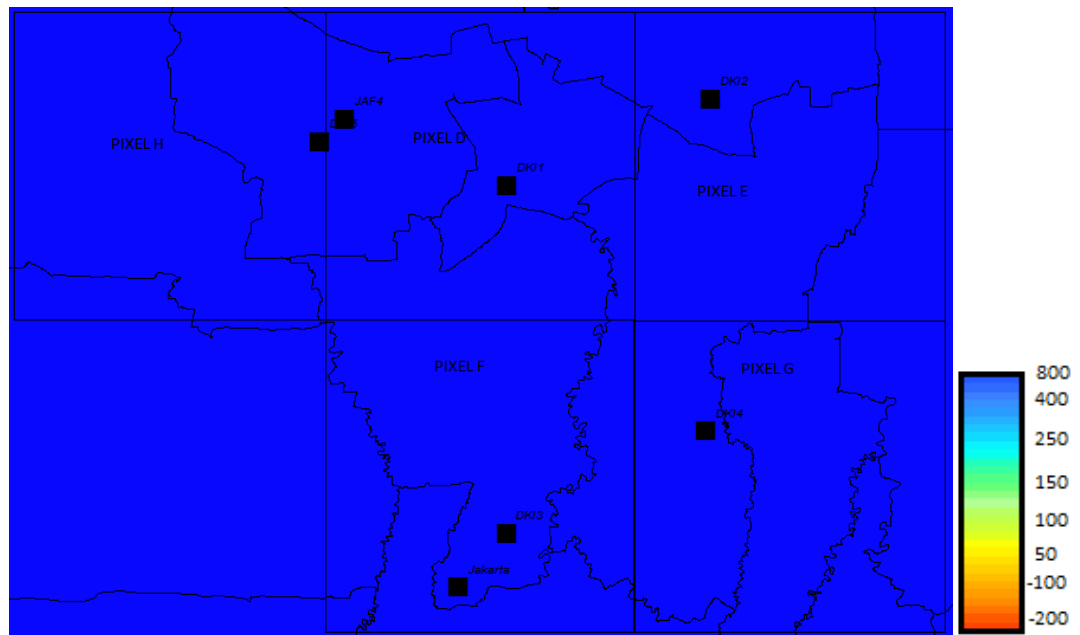 DKI2
JAF4
PIXEL H
PIXEL D
DKI1
PIXEL E
PIXEL F
PIXEL G
DKI4
DKI3
Jakarta
800
400
250
150
100
50
-100
-200